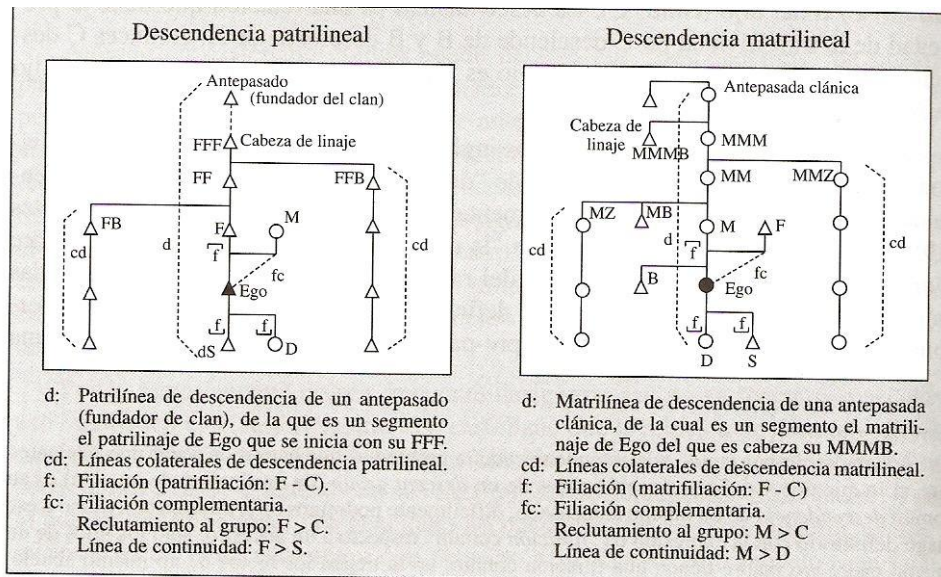 Descendencia patrilineal
Antepasado
(fundador del clan)
FFF
Cabeza de linaje
FF
FFB
FB
F
M
cd
d
f
fc
cd
Ego
f
f
dS
D
d: Patrilínea de descendencia de un antepasado
(fundador de clan), de la que es un segmento
el patrilinaje de Ego que se inicia con su FFF.
cd: Líneas colaterales de descendencia patrilineal.
f: Filiación (patrifiliación: F - C).
fc: Filiación complementaria.
Reclutamiento al grupo: F > C.
Línea de continuidad: F > S.
Descendencia matrilineal
Antepasada clánica
Cabeza de
linaje
MMMB
MMM
MM
MMZ
MZ
MB
M
F
cd
d
f
fc
cd
B
Ego
f
f
D
S
d: Matrilínea de descendencia de una antepasada
clánica, de la cual es un segmento el matrili-
naje de Ego del que es cabeza su MMMB.
cd: Líneas colaterales de descendencia matrilineal.
f: Filiación (matrifiliación: F - C)
fc: Filiación complementaria.
Reclutamiento al grupo: M > C
Línea de continuidad: M > D